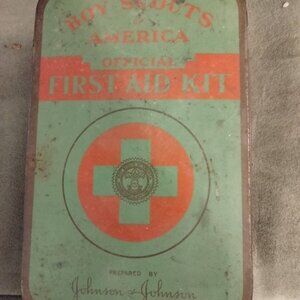 BOY SCOUTS
OF
AMERICA
OFFICIAL
FIRST AID KIT
PREPARED BY
Johnson & Johnson